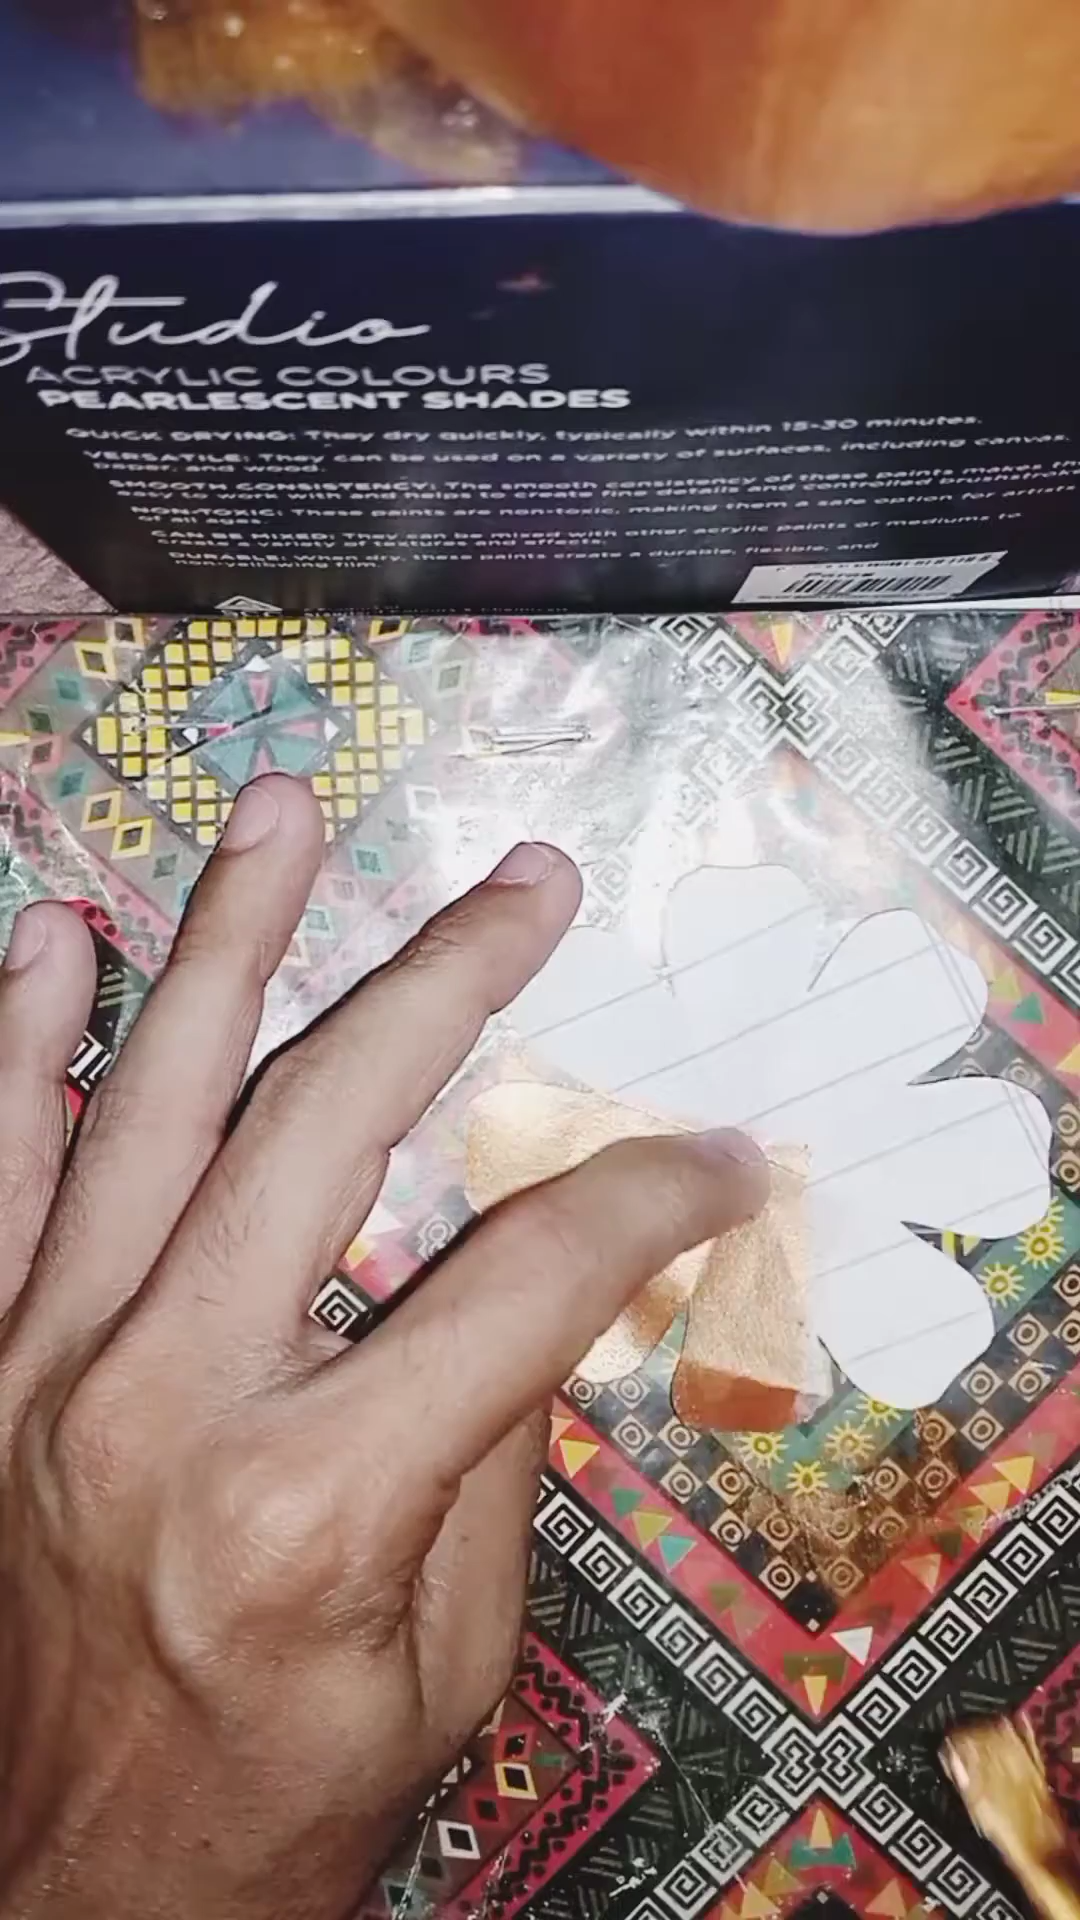 Studio
ACRYLIC COLOURS
PEARLESCENT SHADES
QUICK DRYING: They dry quickly, typically within 15-30 minutes.
VERSATILE: They can be used on a variety of surfaces, including canvas,
paper, and wood.
SMOOTH CONSISTENCY: The smooth consistency of these paints makes
easy to work with and helps to create fine details and controlled
NON-TOXIC: These paints are non-toxic, making them a safe option for
of all ages.
CAN BE MIXED: They can be mixed with other acrylic paints or mediums to
create a variety of textures and effects.
DURABLE: When dry, these paints create a durable, flexible, and
non-yellowing film.